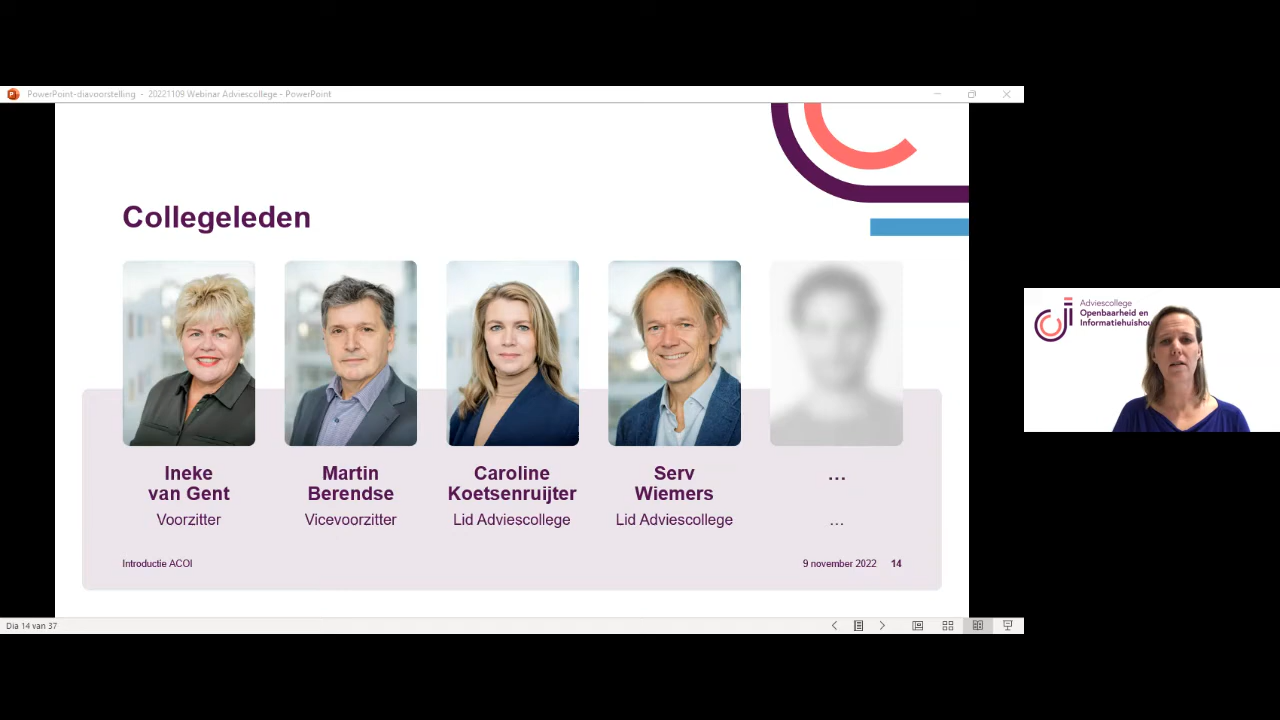 PowerPoint-diavoorstelling - 20221109 Webinar Adviescollege - PowerPoint
Collegeleden
Ineke
van Gent
Voorzitter
Martin
Berendse
Vicevoorzitter
Caroline
Koetsenruijter
Lid Adviescollege
Serv
Wiemers
Lid Adviescollege
...
...
Introductie ACOI
9 november 2022 14
Dia 14 van 37
Adviescollege
Openbaarheid en
Informatiehuishou